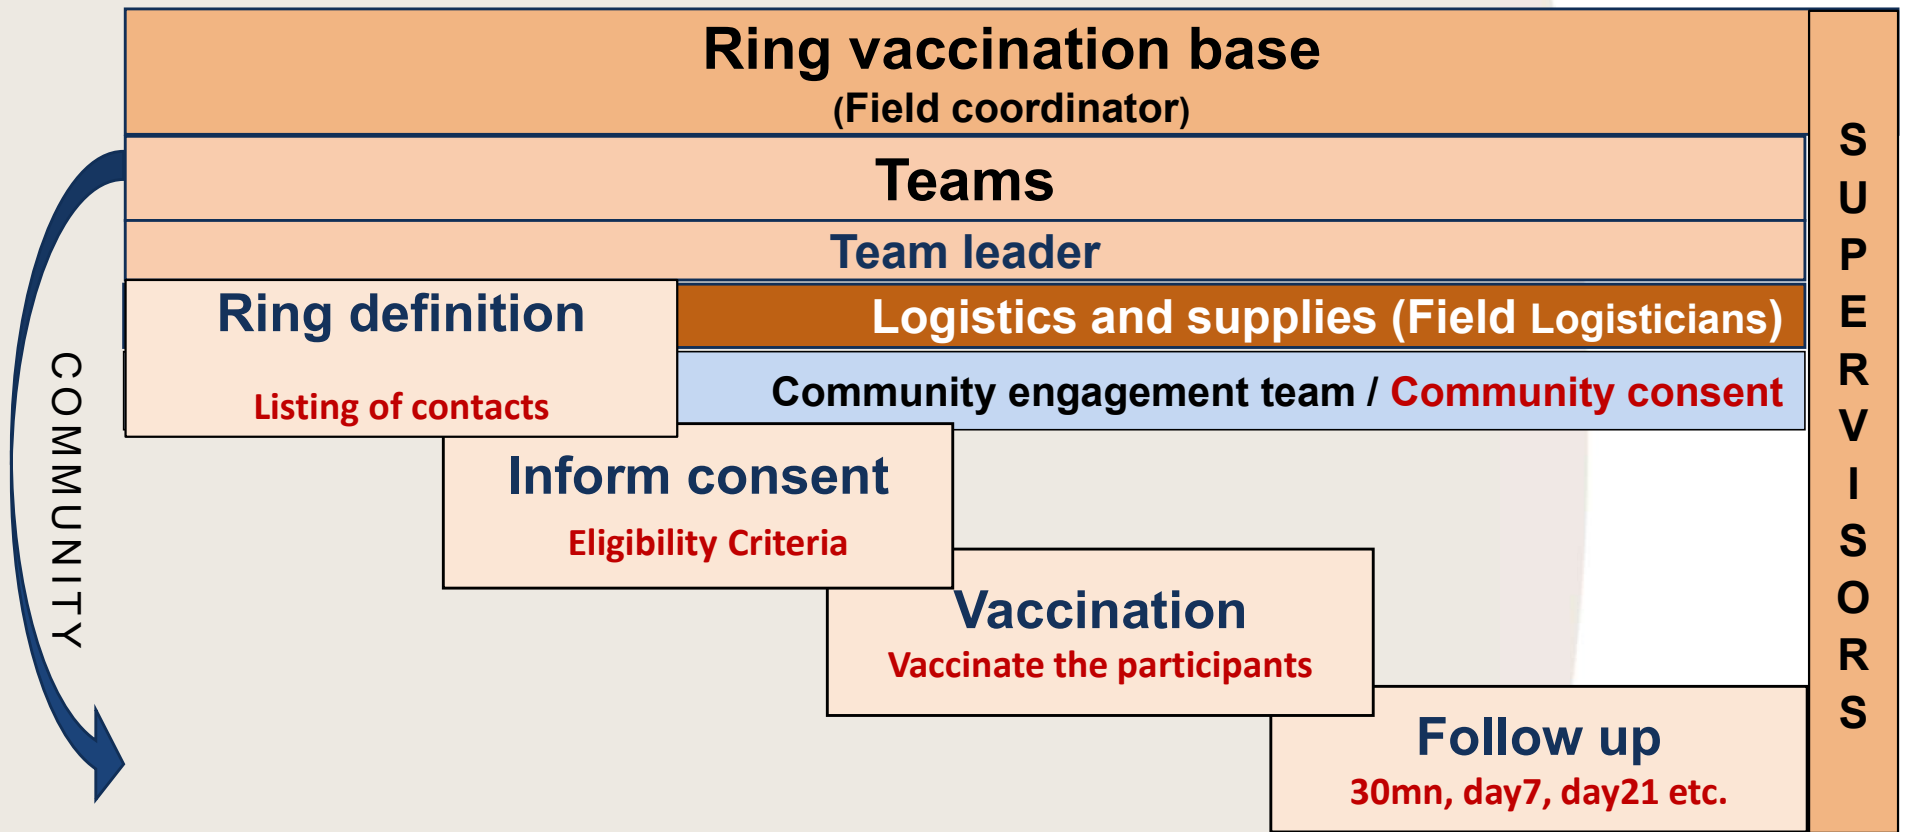 Ring vaccination base
(Field coordinator)
Teams
Team leader
Ring definition
Listing of contacts
Logistics and supplies (Field Logisticians)
Community engagement team / Community consent
Inform consent
Eligibility Criteria
Vaccination
Vaccinate the participants
Follow up
30mn, day7, day21 etc.
COMMUNITY
SUPERVISORS